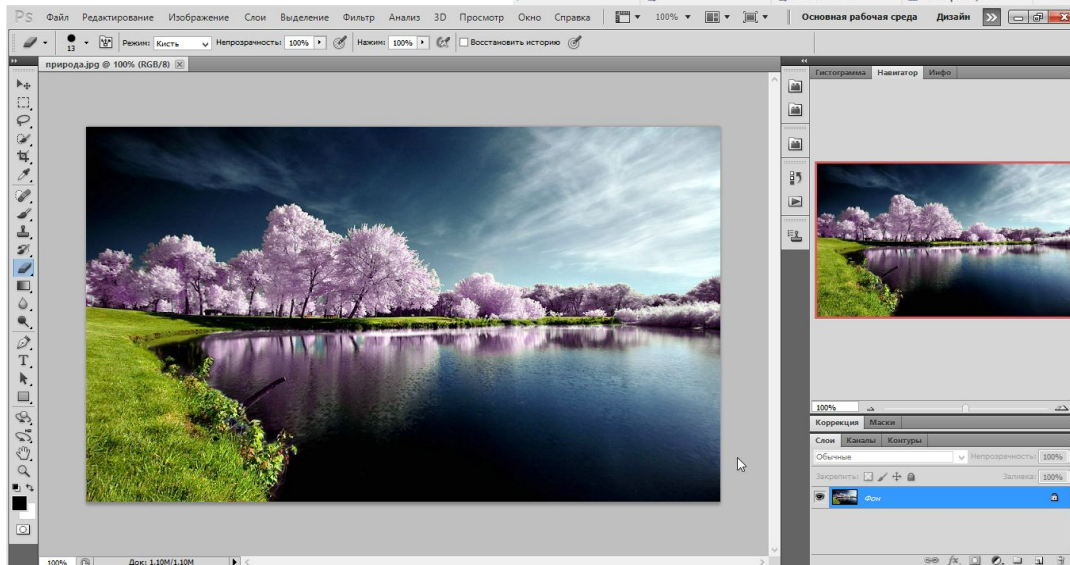 Ps Файл Редактирование Изображение Слои Выделение Фильтр Анализ 3D Просмотр Окно Справка 100% Основная рабочая среда Дизайн
13 Режим: Кисть Непрозрачность: 100% Нажим: 100% Восстановить историю
природа.jpg @ 100% (RGB/8)
Гистограмма Навигатор Инфо
100%
Коррекция Маски
Слои Каналы Контуры
Обычные Непрозрачность: 100%
Закрепить: Заливка: 100%
Фон
100% Док: 1.10M/1.10M